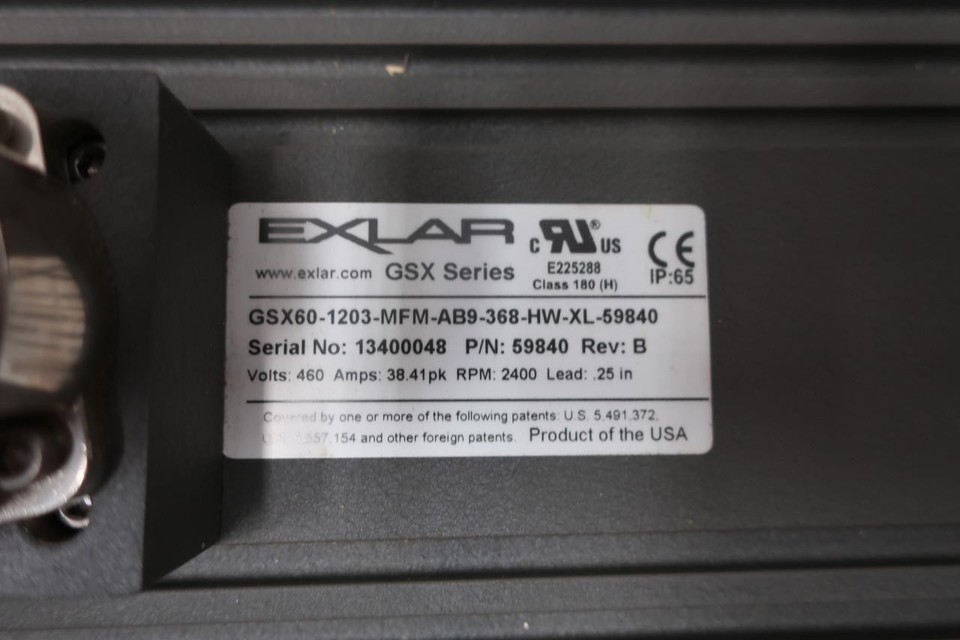 EXLAR
C RU® US
CE
www.exlar.com GSX Series
E225288
Class 180 (H)
IP:65
GSX60-1203-MFM-AB9-368-HW-XL-59840
Serial No: 13400048 P/N: 59840 Rev: B
Volts: 460 Amps: 38.41pk RPM: 2400 Lead: .25 in
Covered by one or more of the following patents: U.S. 5,491,372,
557,154 and other foreign patents. Product of the USA